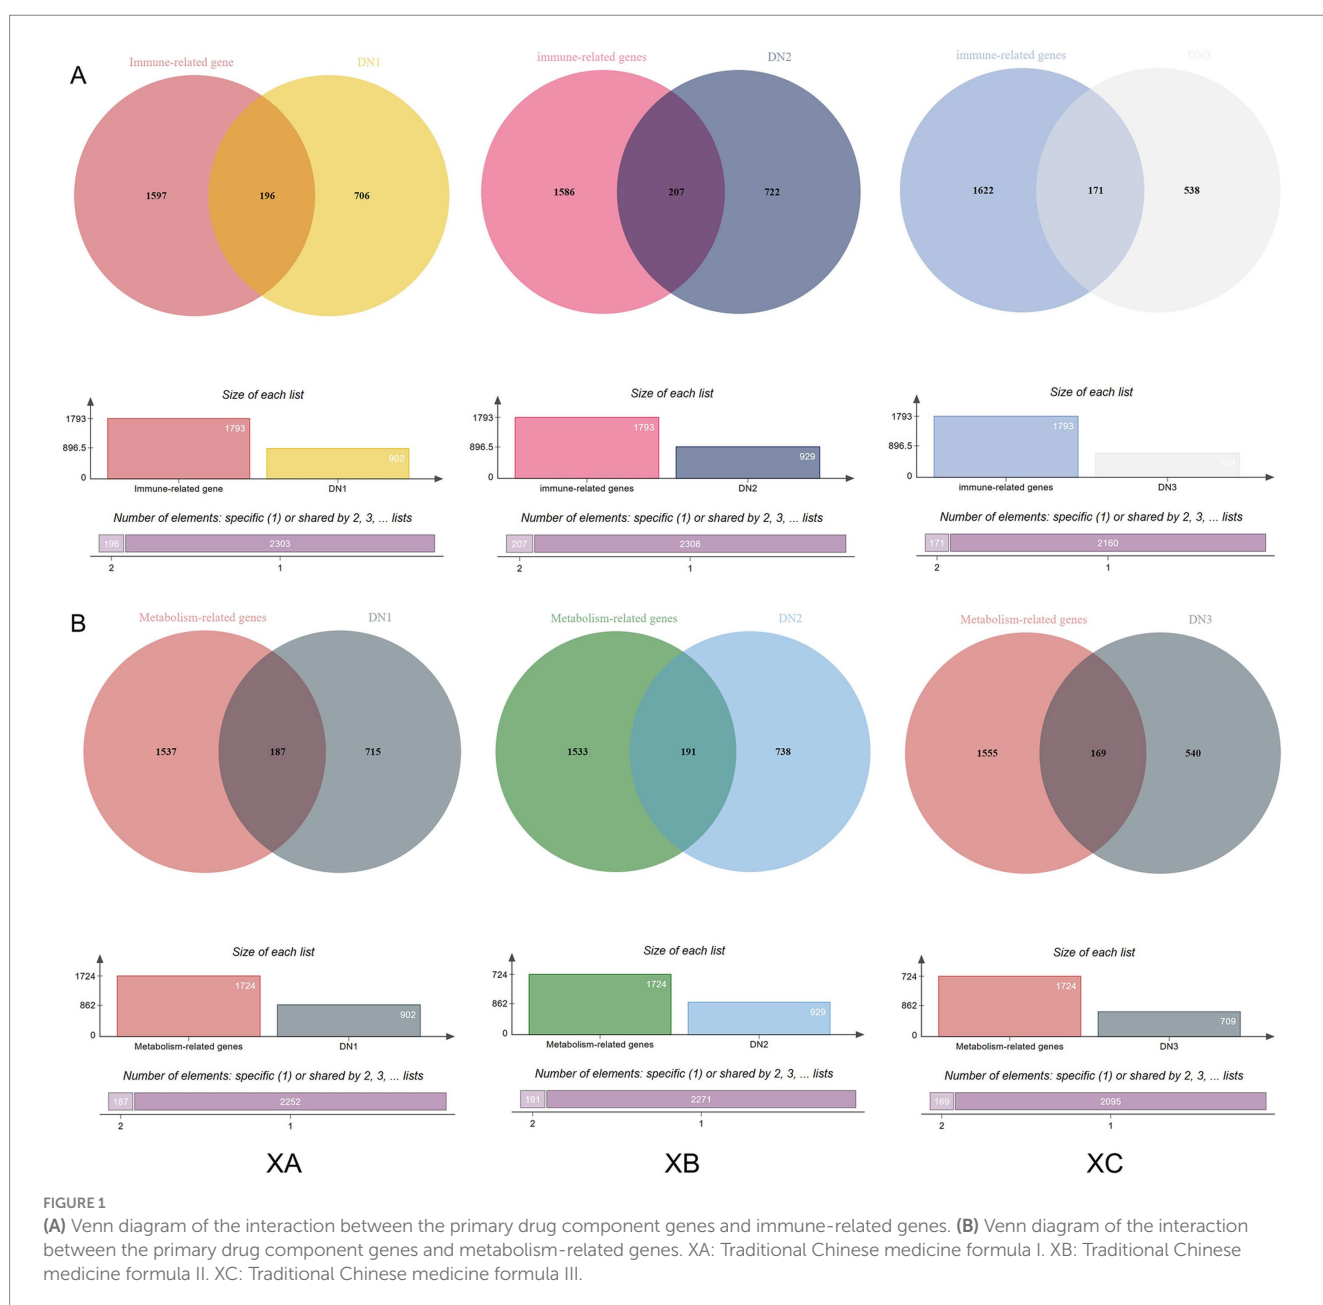 A
Immune-related gene
DN1
1597
196
706
immune-related genes
DN2
1586
207
722
immune-related genes
DN3
1622
171
538
Size of each list
1793
896.5
0
1793
902
Immune-related gene
DN1
Number of elements: specific (1) or shared by 2, 3, ... lists
196
2303
2
1
Size of each list
1793
896.5
0
1793
929
immune-related genes
DN2
Number of elements: specific (1) or shared by 2, 3, ... lists
207
2308
2
1
Size of each list
1793
896.5
0
1793
709
immune-related genes
DN3
Number of elements: specific (1) or shared by 2, 3, ... lists
171
2160
2
1
B
Metabolism-related genes
DN1
1537
187
715
Metabolism-related genes
DN2
1533
191
738
Metabolism-related genes
DN3
1555
169
540
Size of each list
1724
862
0
1724
902
Metabolism-related genes
DN1
Number of elements: specific (1) or shared by 2, 3, ... lists
187
2252
2
1
XA
Size of each list
724
862
0
1724
929
Metabolism-related genes
DN2
Number of elements: specific (1) or shared by 2, 3, ... lists
191
2271
2
1
XB
Size of each list
724
862
0
1724
709
Metabolism-related genes
DN3
Number of elements: specific (1) or shared by 2, 3, ... lists
169
2095
2
1
XC
FIGURE 1
(A) Venn diagram of the interaction between the primary drug component genes and immune-related genes. (B) Venn diagram of the interaction
between the primary drug component genes and metabolism-related genes. XA: Traditional Chinese medicine formula I. XB: Traditional Chinese
medicine formula II. XC: Traditional Chinese medicine formula III.